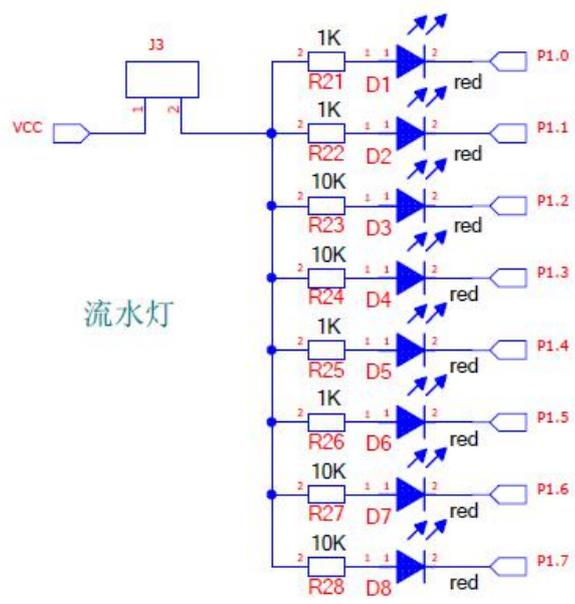 J3
1 2
VCC
流水灯
1K
2 R21 1 1 D1 2 red P1.0
1K
2 R22 1 1 D2 2 red P1.1
10K
2 R23 1 1 D3 2 red P1.2
10K
2 R24 1 1 D4 2 red P1.3
1K
2 R25 1 1 D5 2 red P1.4
1K
2 R26 1 1 D6 2 red P1.5
10K
2 R27 1 1 D7 2 red P1.6
10K
2 R28 1 1 D8 2 red P1.7